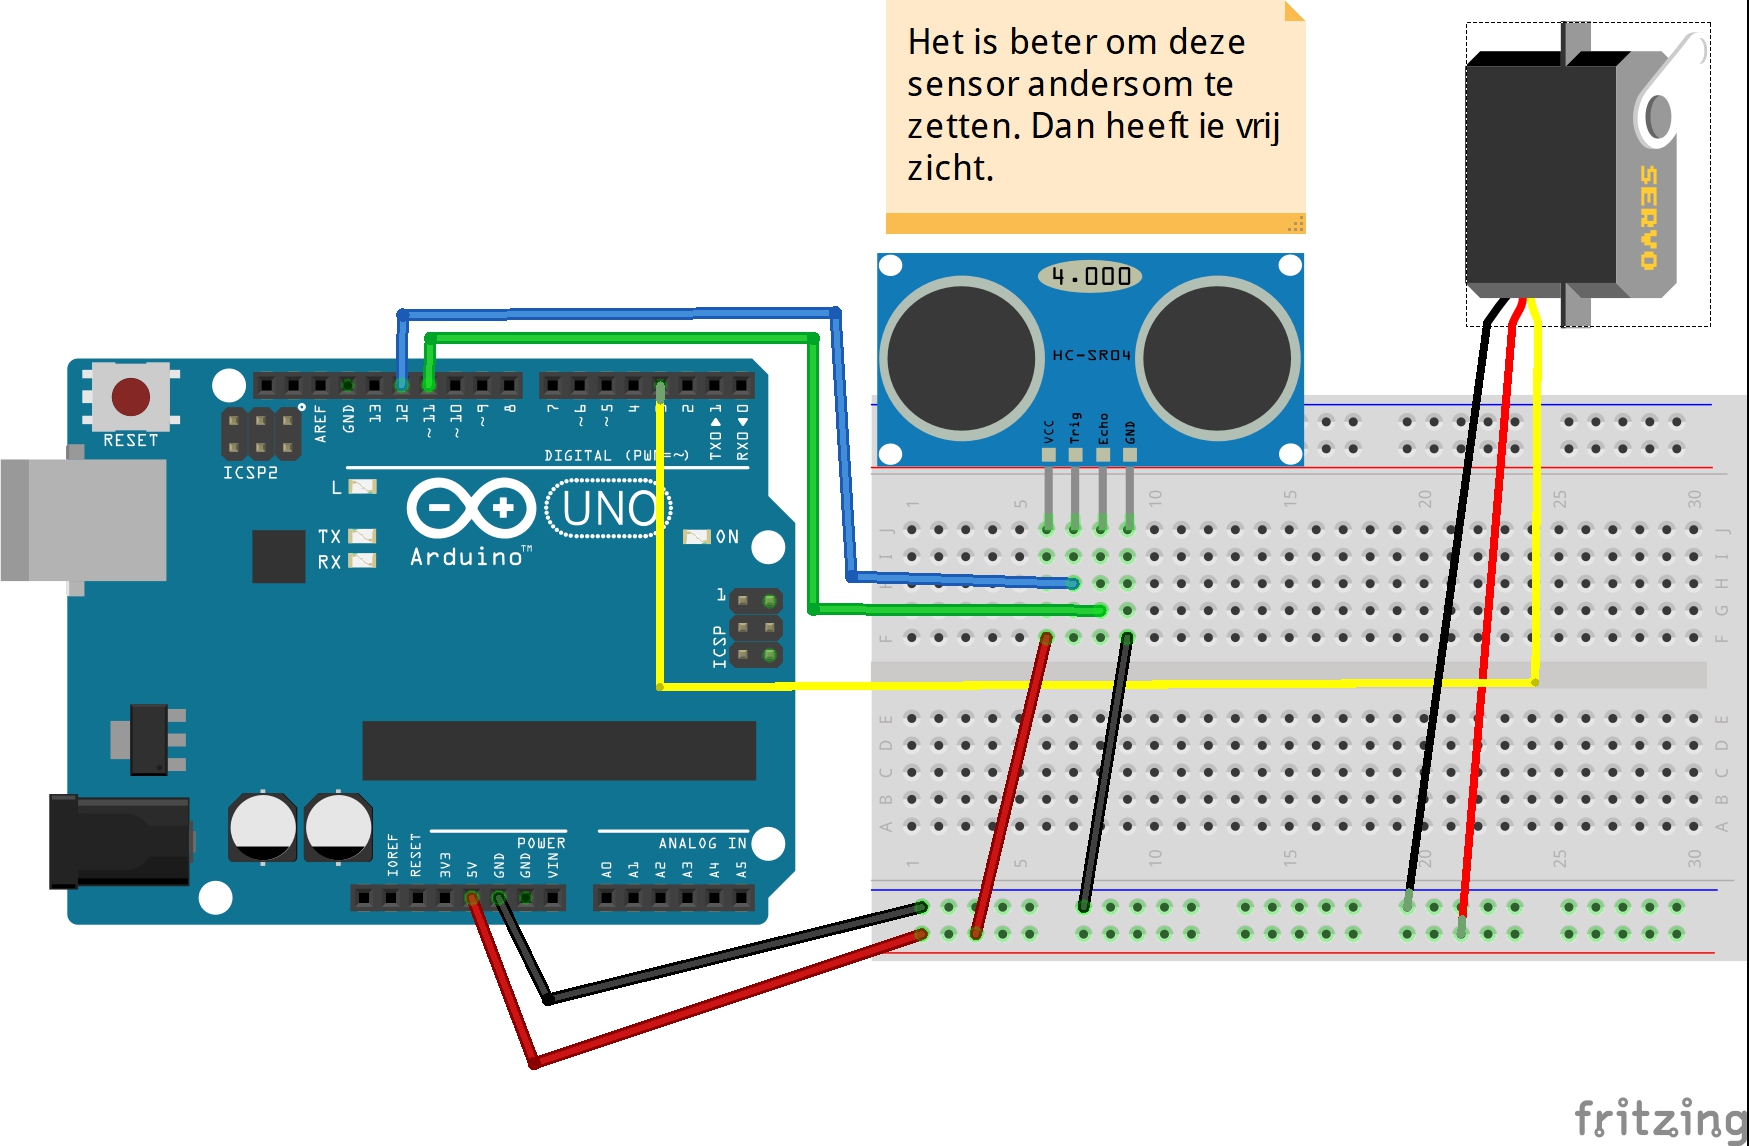 Het is beter om deze
sensor andersom te
zetten. Dan heeft ie vrij
zicht.
SERVO
4.000
HC-SR04
VCC
Trig
Echo
GND
RESET
ICSP2
AREF
GND
13
12
~11
~10
~9
8
7
~6
~5
4
2
TX0▶1
RX0◀0
DIGITAL (PWM=~)
L
TX
RX
UNO
Arduino™
ON
1
ICSP
IOREF
RESET
3V3
5V
GND
GND
VIN
POWER
A0
A1
A2
A3
A4
A5
ANALOG IN
1 5 10 15 20 25 30
J J
I I
H H
G G
F F
E E
D D
C C
B B
A A
1 5 10 15 20 25 30
fritzing